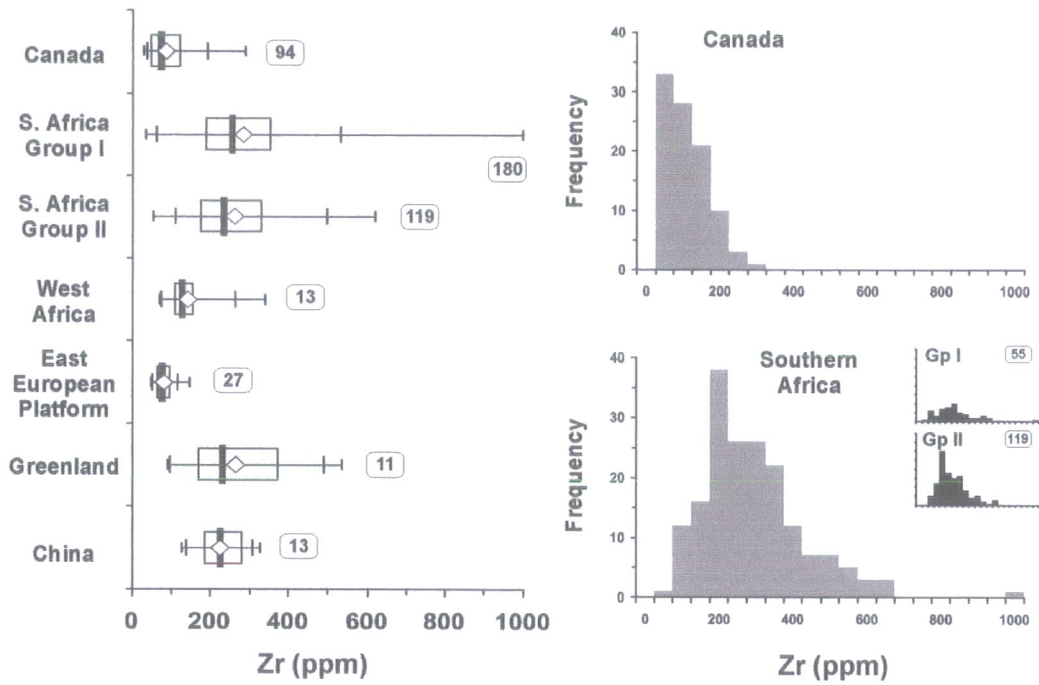 Canada
94
S. Africa
Group I
180
S. Africa
Group II
119
West
Africa
13
East
European
Platform
27
Greenland
11
China
13
0 200 400 600 800 1000
Zr (ppm)
Canada
Frequency
40
30
20
10
0
0 200 400 600 800 1000
Southern
Africa
Frequency
40
30
20
10
0
0 200 400 600 800 1000
Zr (ppm)
Gp I 55
Gp II 119